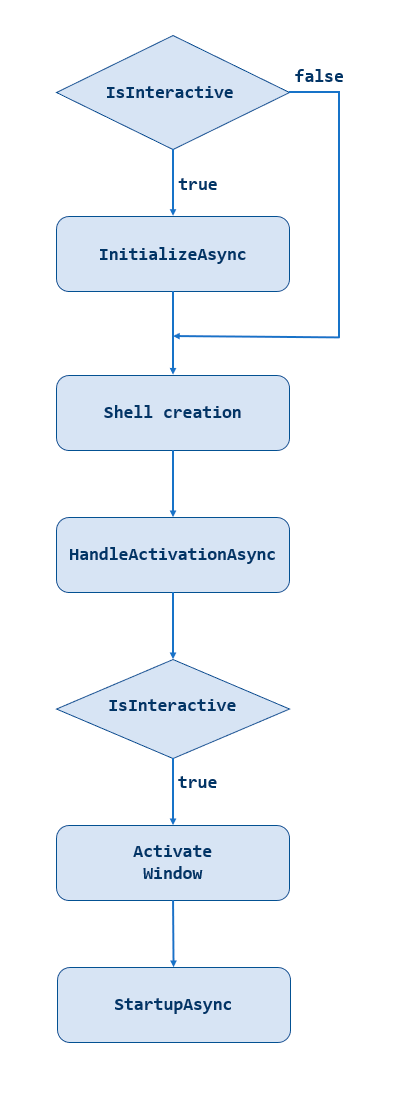 IsInteractive
false
true
InitializeAsync
Shell creation
HandleActivationAsync
IsInteractive
true
Activate
Window
StartupAsync